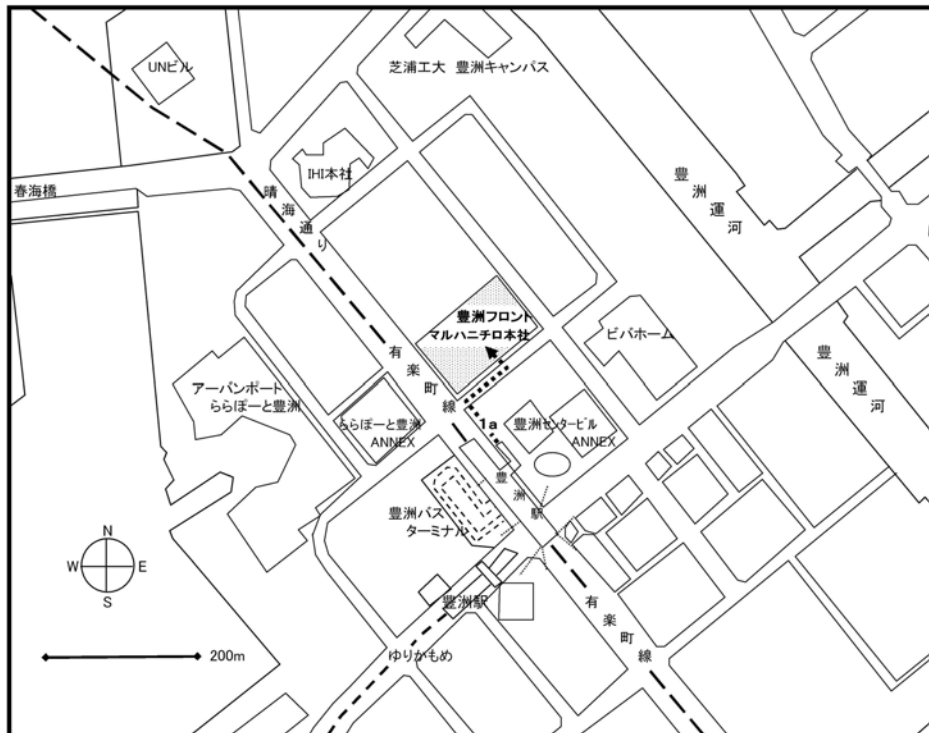 UNビル
芝浦工大 豊洲キャンパス
IHI本社
春海橋
晴海通り
豊洲運河
豊洲フロント
マルハニチロ本社
ビバホーム
有楽町線
豊洲運河
アーバンポート
ららぽーと豊洲
ららぽーと豊洲
ANNEX
1a
豊洲センタービル
ANNEX
豊洲駅
豊洲バス
ターミナル
N
W
E
S
豊洲駅
有楽町線
200m
ゆりかもめ